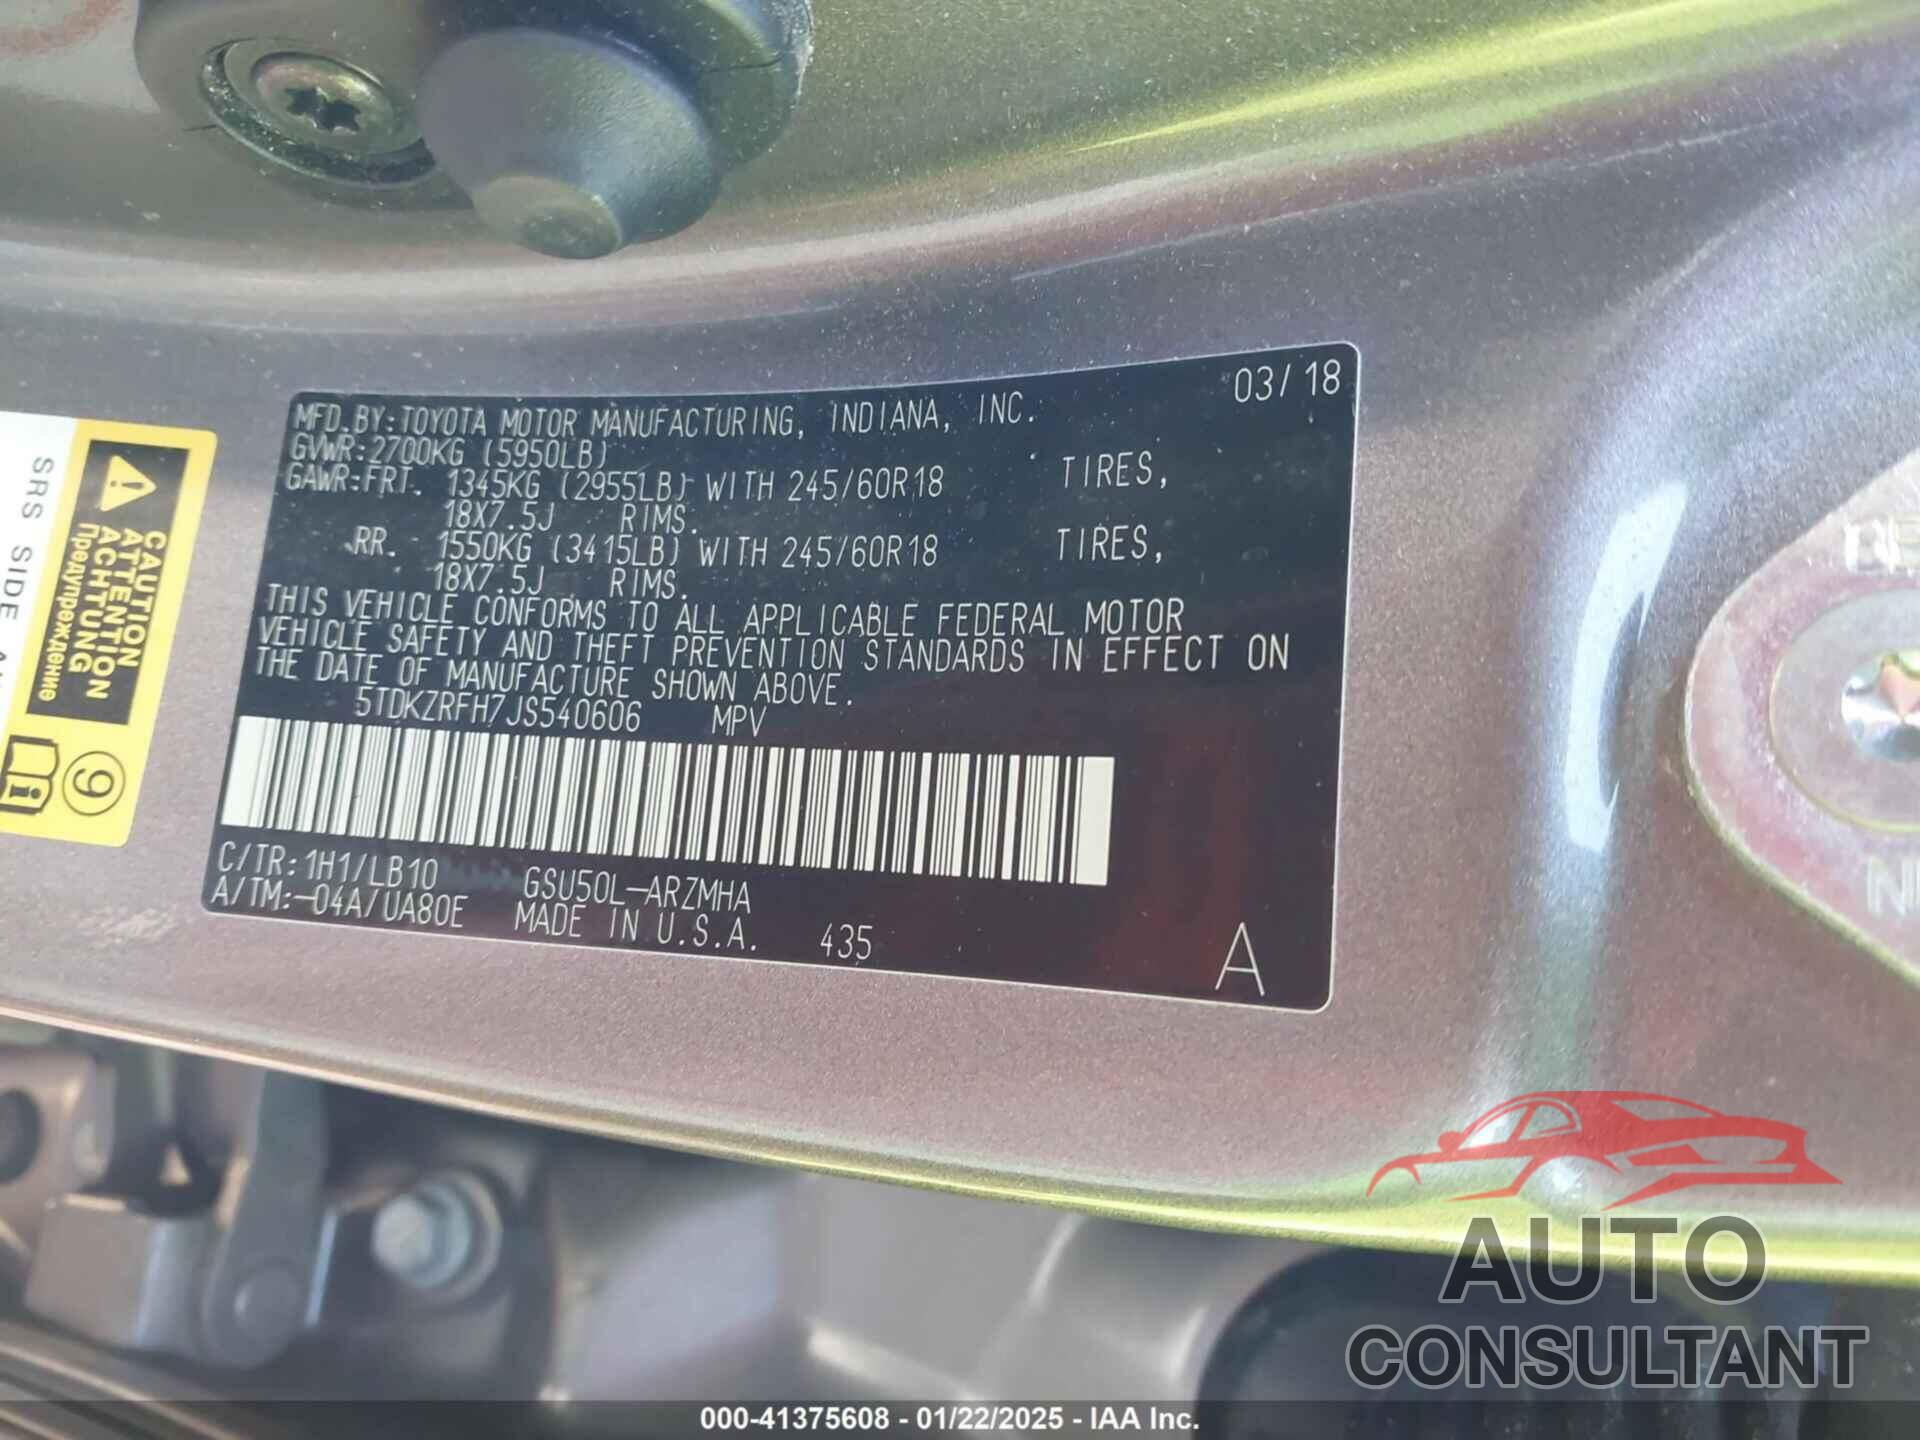 03/18
MFD.BY:TOYOTA MOTOR MANUFACTURING, INDIANA, INC.
GVWR:2700KG (5950LB)
GAWR:FRT. 1345KG (2955LB) WITH 245/60R18 TIRES,
18X7.5J RIMS.
RR. 1550KG (3415LB) WITH 245/60R18 TIRES,
18X7.5J RIMS.
THIS VEHICLE CONFORMS TO ALL APPLICABLE FEDERAL MOTOR
VEHICLE SAFETY AND THEFT PREVENTION STANDARDS IN EFFECT ON
THE DATE OF MANUFACTURE SHOWN ABOVE.
5TDKZRFH7JS540606 MPV
C/TR:1H1/LB10 GSU50L-ARZMHA
A/TM:-04A/UA80E MADE IN U.S.A. 435
A
SRS SIDE
CAUTION
ATTENTION
ACHTUNG
Предупреждение
9
AUTO
CONSULTANT
000-41375608 - 01/22/2025 - IAA Inc.